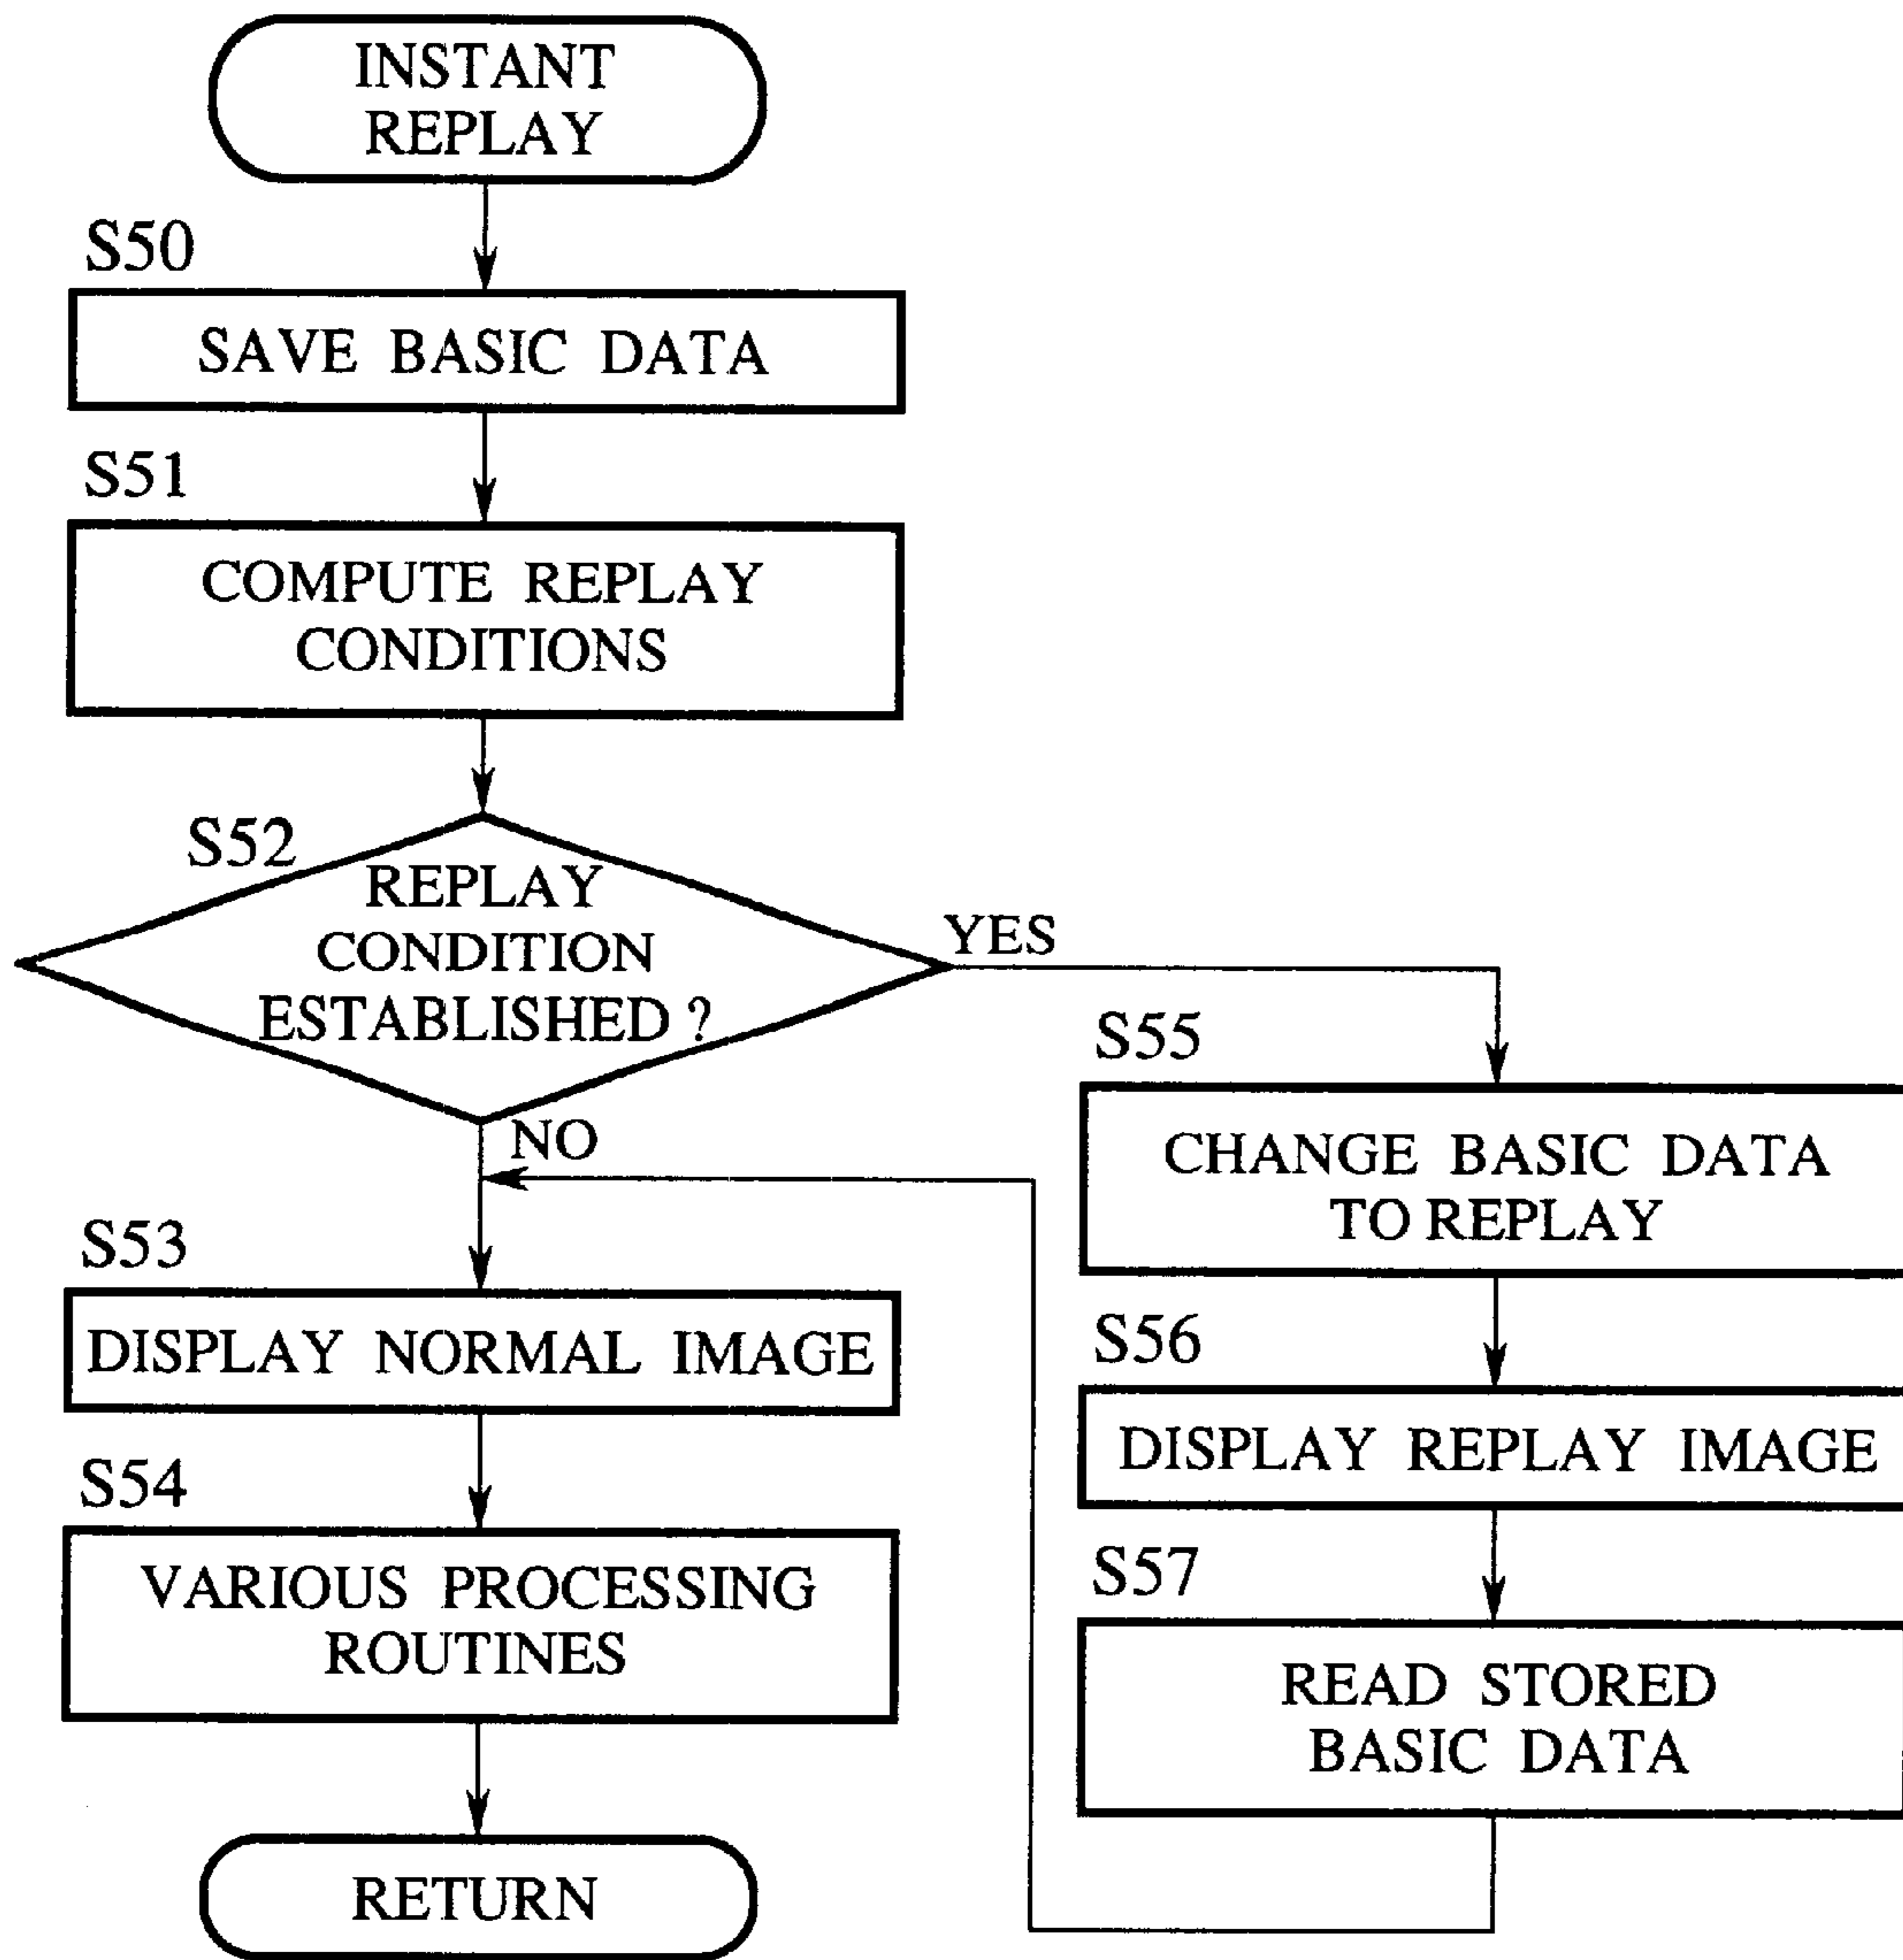 INSTANT
REPLAY
S50
SAVE BASIC DATA
S51
COMPUTE REPLAY
CONDITIONS
S52
REPLAY
CONDITION
ESTABLISHED ?
YES
NO
S53
DISPLAY NORMAL IMAGE
S54
VARIOUS PROCESSING
ROUTINES
RETURN
S55
CHANGE BASIC DATA
TO REPLAY
S56
DISPLAY REPLAY IMAGE
S57
READ STORED
BASIC DATA